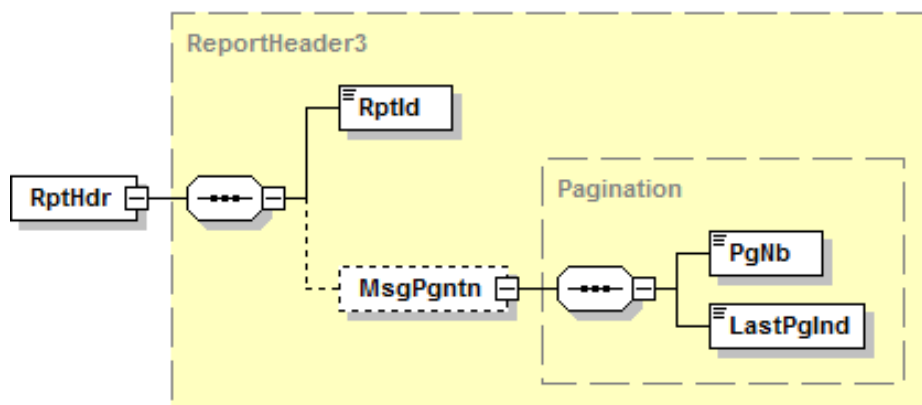 ReportHeader3
RptId
RptHdr
Pagination
PgNb
MsgPgntn
LastPgInd